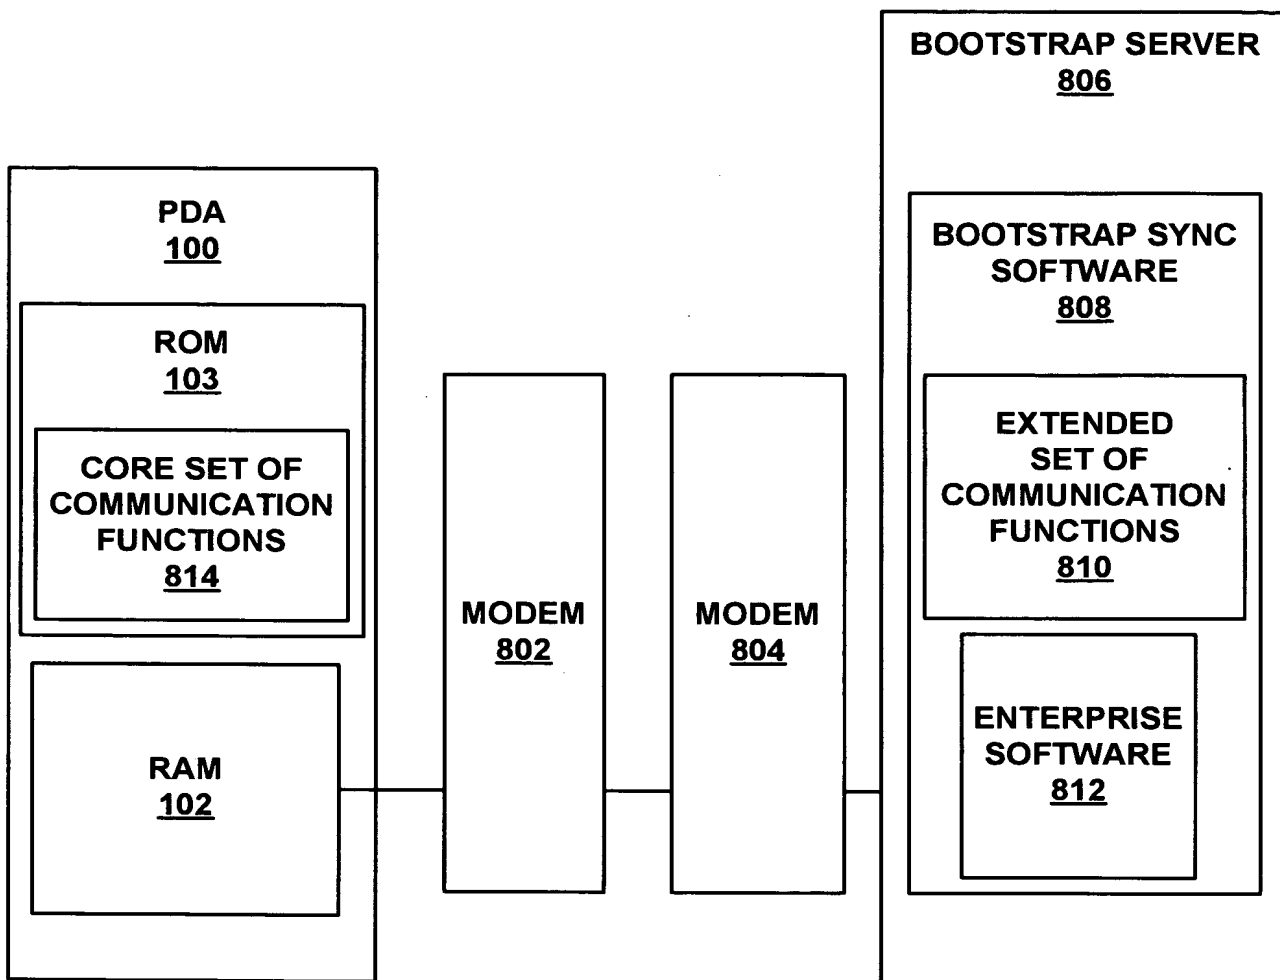 PDA
100
ROM
103
CORE SET OF
COMMUNICATION
FUNCTIONS
814
RAM
102
MODEM
802
MODEM
804
BOOTSTRAP SERVER
806
BOOTSTRAP SYNC
SOFTWARE
808
EXTENDED
SET OF
COMMUNICATION
FUNCTIONS
810
ENTERPRISE
SOFTWARE
812